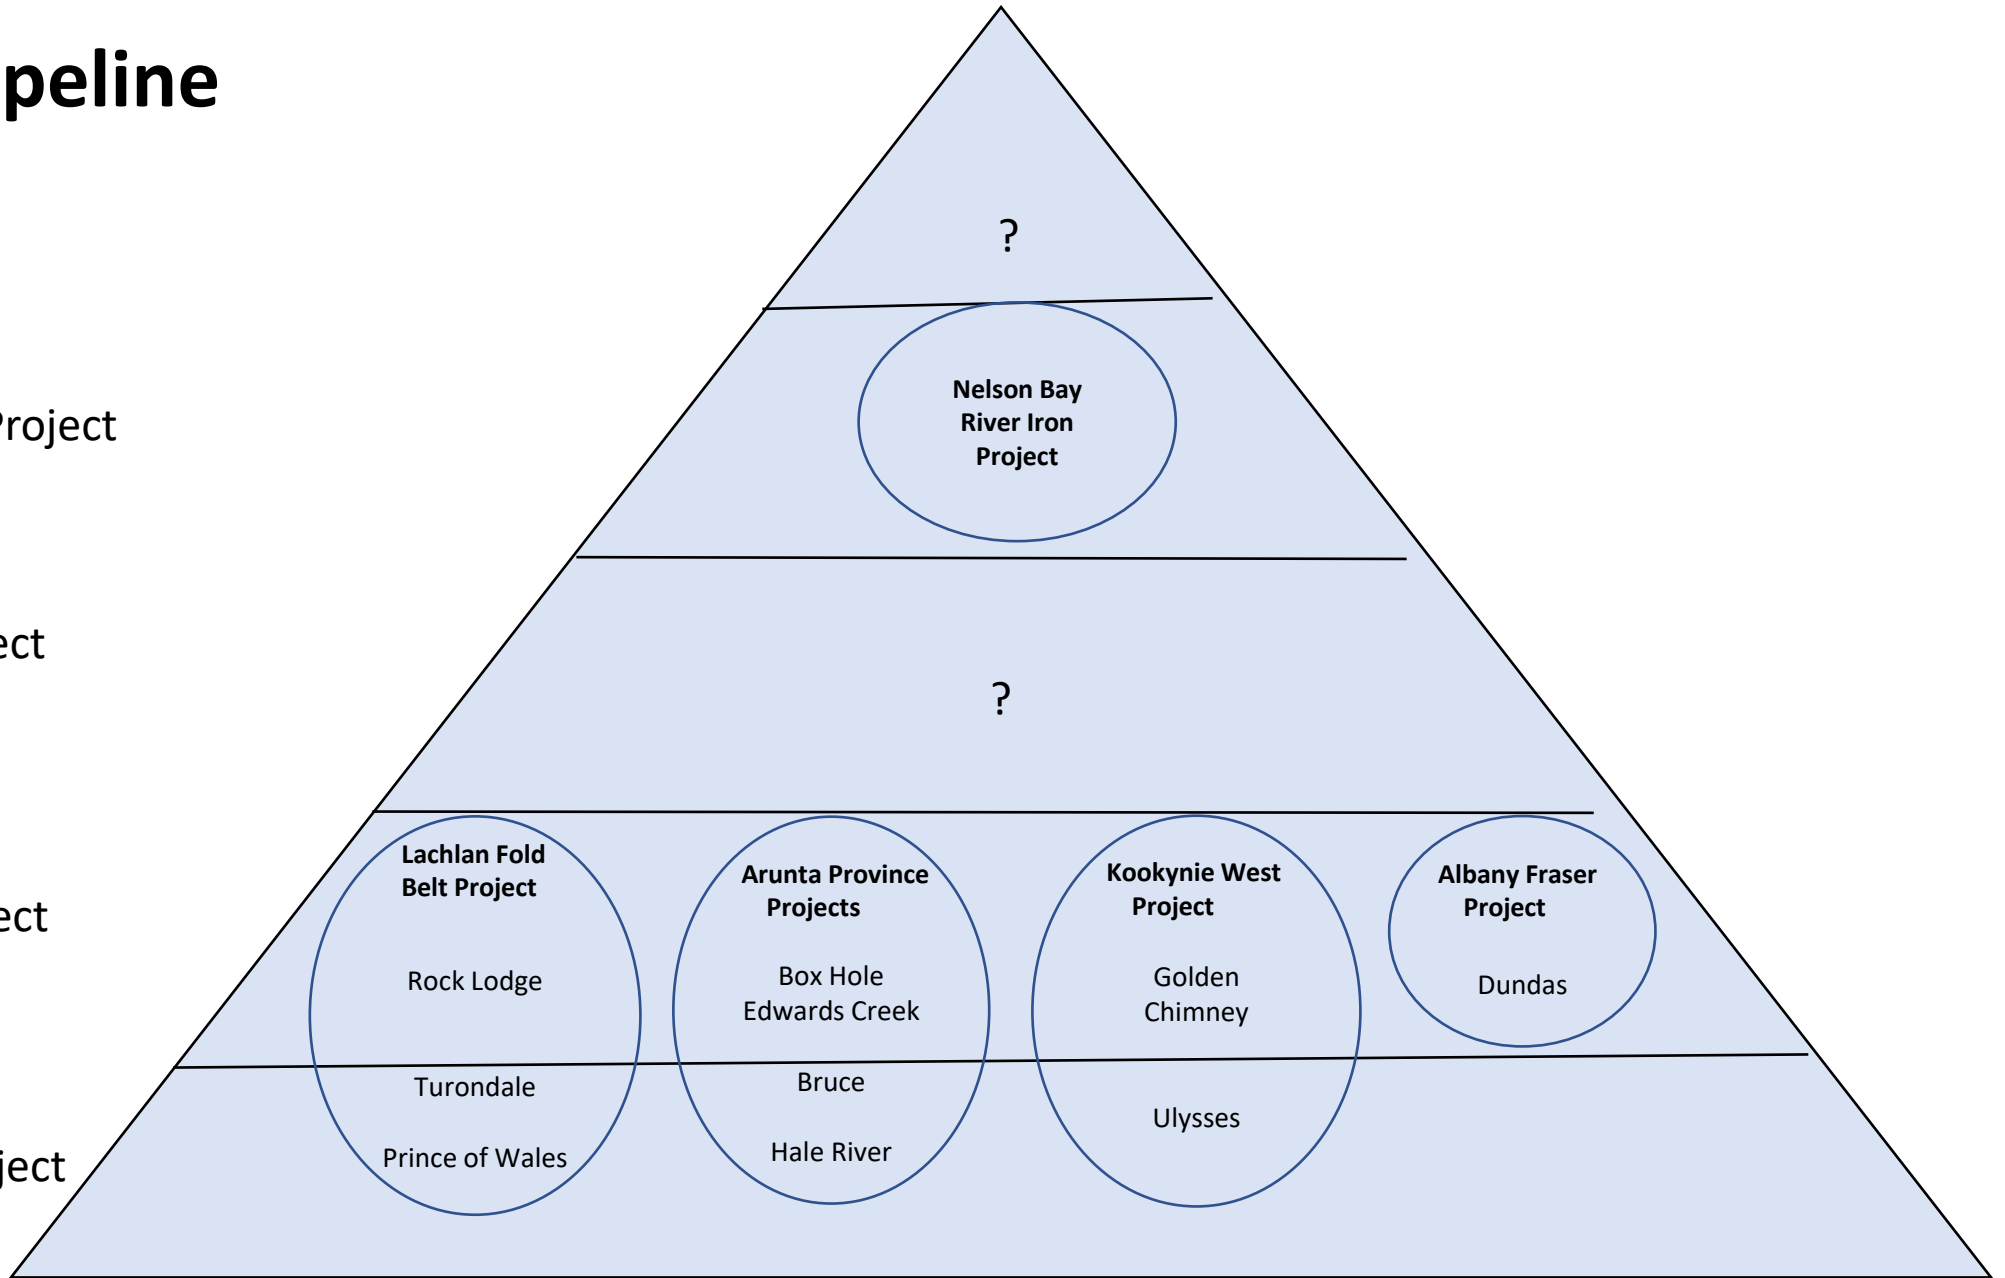 peline
?
Project
Nelson Bay
River Iron
Project
ect
?
Lachlan Fold
Belt Project
Rock Lodge
Turondale
Prince of Wales
Arunta Province
Projects
Box Hole
Edwards Creek
Bruce
Hale River
Kookynie West
Project
Golden
Chimney
Ulysses
Albany Fraser
Project
Dundas
ect
ject